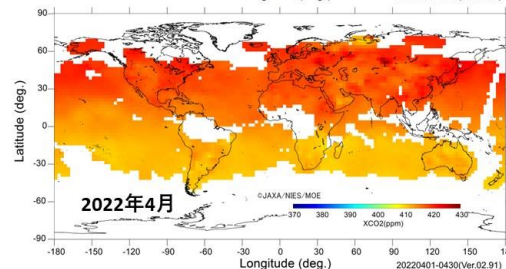 90
60
30
0
-30
-60
-90
Latitude (deg.)
2022年4月
©JAXA/NIES/MOE
370 380 390 400 410 420 430
XCO2(ppm)
-180 -150 -120 -90 -60 -30 0 30 60 90 120 150 180
Longitude (deg.)
20220401-0430(Ver.02.91)